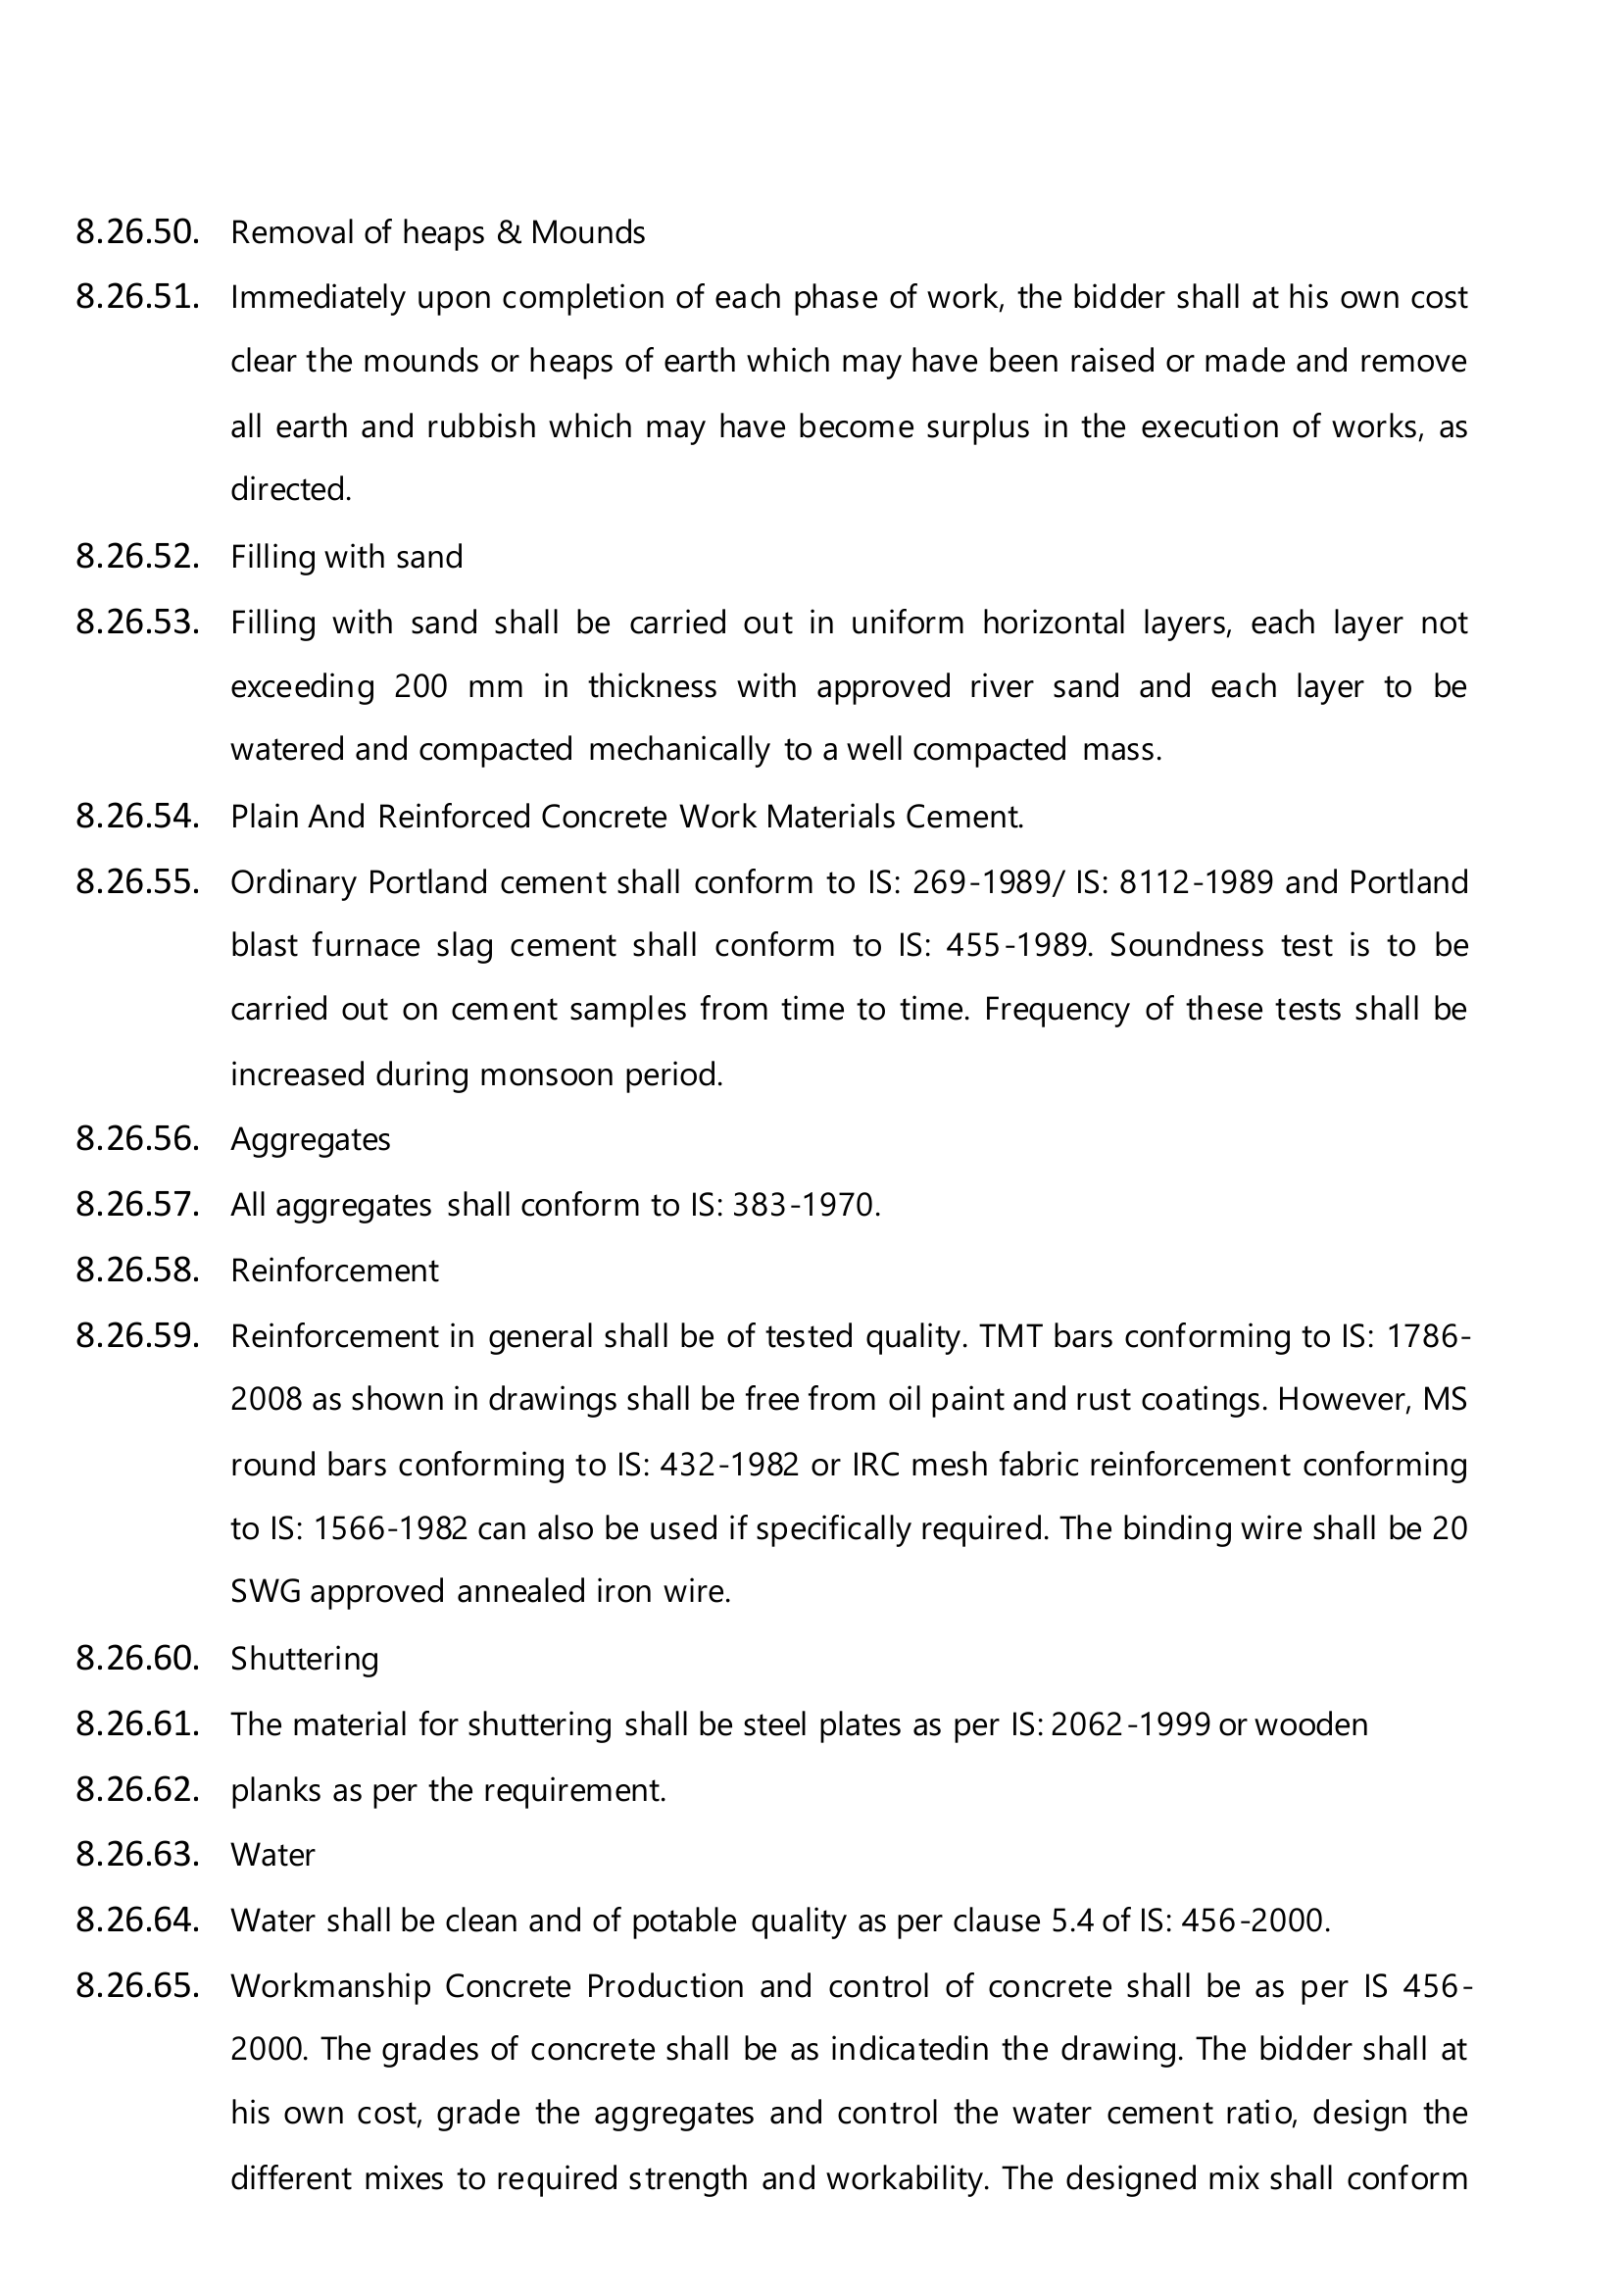 8.26.50. Removal of heaps & Mounds
8.26.51. Immediately upon completion of each phase of work, the bidder shall at his own cost
clear the mounds or heaps of earth which may have been raised or made and remove
all earth and rubbish which may have become surplus in the execution of works, as
directed.
8.26.52. Filling with sand
8.26.53. Filling with sand shall be carried out in uniform horizontal layers, each layer not
exceeding 200 mm in thickness with approved river sand and each layer to be
watered and compacted mechanically to a well compacted mass.
8.26.54. Plain And Reinforced Concrete Work Materials Cement.
8.26.55. Ordinary Portland cement shall conform to IS: 269-1989/ IS: 8112-1989 and Portland
blast furnace slag cement shall conform to IS: 455-1989. Soundness test is to be
carried out on cement samples from time to time. Frequency of these tests shall be
increased during monsoon period.
8.26.56. Aggregates
8.26.57. All aggregates shall conform to IS: 383-1970.
8.26.58. Reinforcement
8.26.59. Reinforcement in general shall be of tested quality. TMT bars conforming to IS: 1786-
2008 as shown in drawings shall be free from oil paint and rust coatings. However, MS
round bars conforming to IS: 432-1982 or IRC mesh fabric reinforcement conforming
to IS: 1566-1982 can also be used if specifically required. The binding wire shall be 20
SWG approved annealed iron wire.
8.26.60. Shuttering
8.26.61. The material for shuttering shall be steel plates as per IS: 2062-1999 or wooden
8.26.62. planks as per the requirement.
8.26.63. Water
8.26.64. Water shall be clean and of potable quality as per clause 5.4 of IS: 456-2000.
8.26.65. Workmanship Concrete Production and control of concrete shall be as per IS 456-
2000. The grades of concrete shall be as indicatedin the drawing. The bidder shall at
his own cost, grade the aggregates and control the water cement ratio, design the
different mixes to required strength and workability. The designed mix shall conform